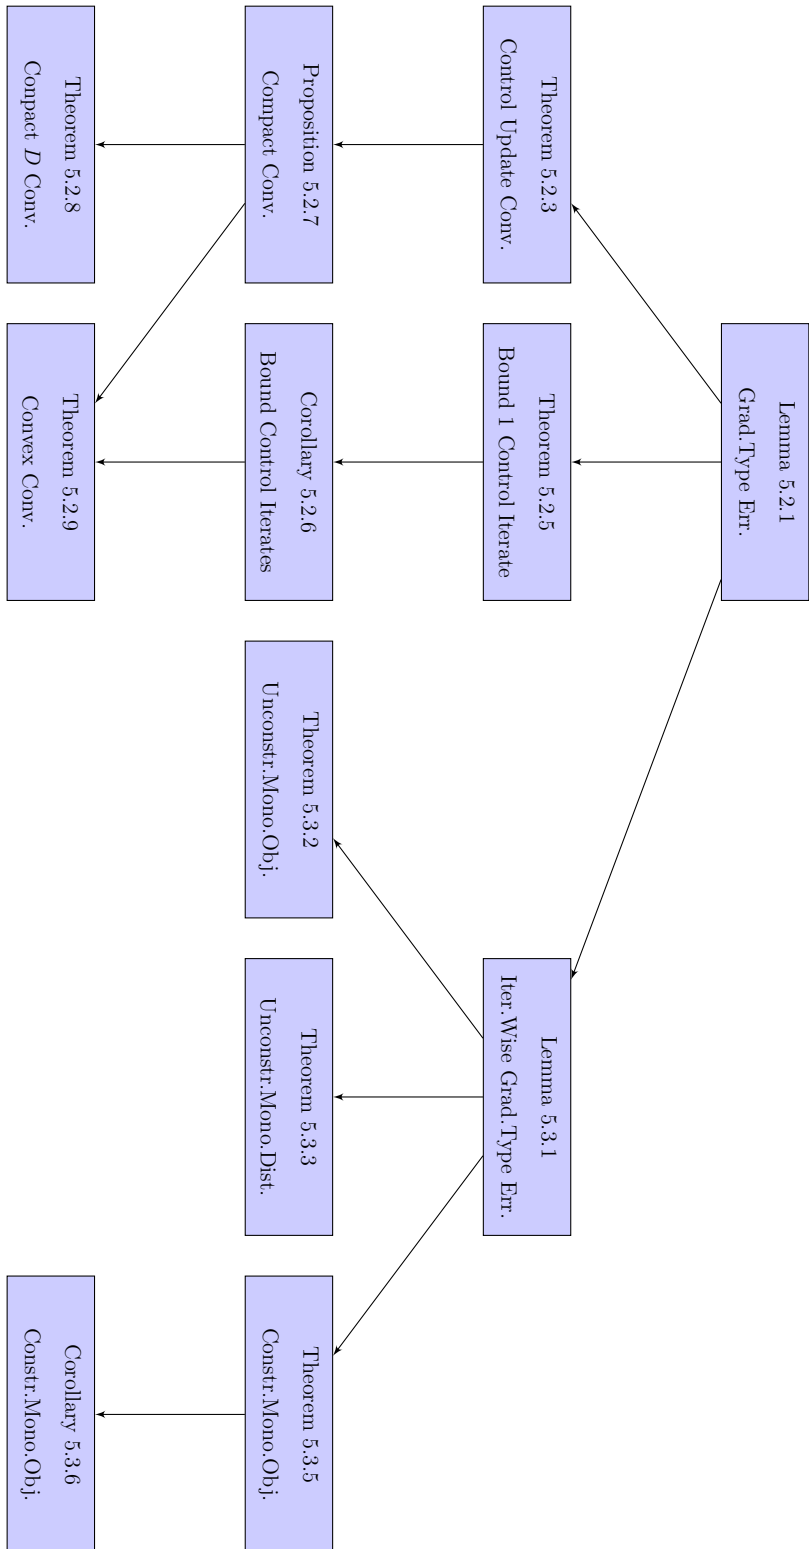 Lemma 5.2.1
Grad.Type Err.
Theorem 5.2.3
Control Update Conv.
Theorem 5.2.5
Bound 1 Control Iterate
Lemma 5.3.1
Iter.Wise Grad.Type Err.
Proposition 5.2.7
Compact Conv.
Corollary 5.2.6
Bound Control Iterates
Theorem 5.3.2
Unconstr.Mono.Obj.
Theorem 5.3.3
Unconstr.Mono.Dist.
Theorem 5.3.5
Constr.Mono.Obj.
Theorem 5.2.8
Compact D Conv.
Theorem 5.2.9
Convex Conv.
Corollary 5.3.6
Constr.Mono.Obj.